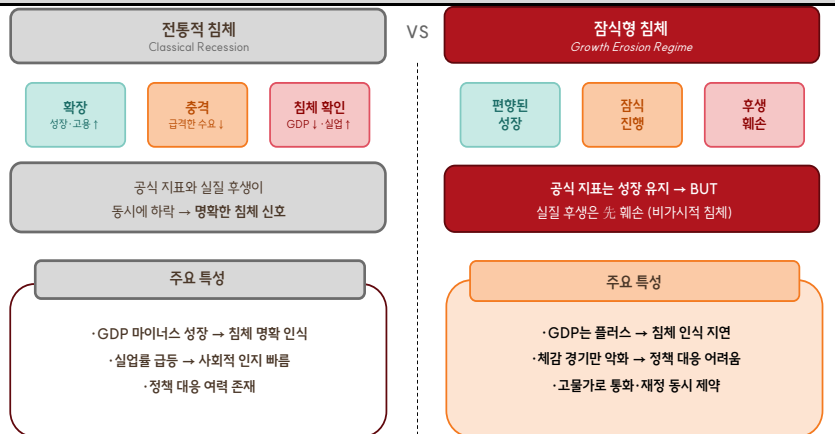 전통적 침체
Classical Recession
VS
잠식형 침체
Growth Erosion Regime
확장
성장·고용 ↑
충격
급격한 수요 ↓
침체 확인
GDP ↓ ·실업 ↑
편향된
성장
잠식
진행
후생
훼손
공식 지표와 실질 후생이
동시에 하락 → 명확한 침체 신호
공식 지표는 성장 유지 → BUT
실질 후생은 先 훼손 (비가시적 침체)
주요 특성
·GDP 마이너스 성장 → 침체 명확 인식
·실업률 급등 → 사회적 인지 빠름
·정책 대응 여력 존재
주요 특성
·GDP는 플러스 → 침체 인식 지연
·체감 경기만 악화 → 정책 대응 어려움
·고물가로 통화·재정 동시 제약